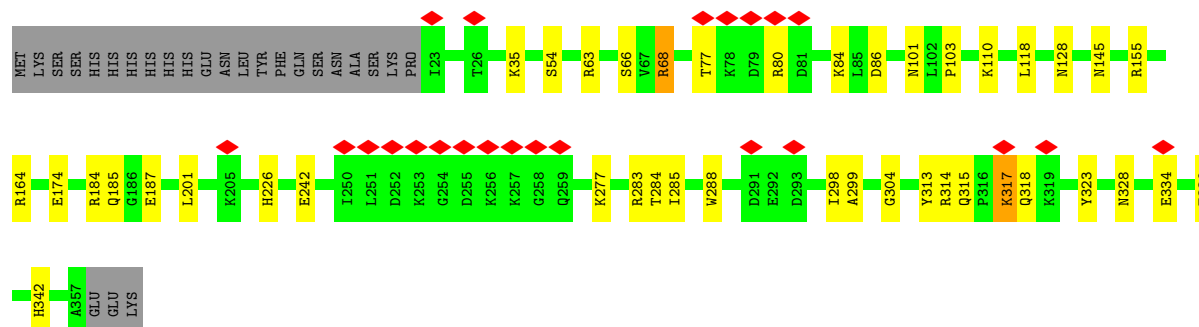 MET LYS SER SER HIS HIS HIS HIS HIS HIS GLU ASN LEU TYR PHE GLN SER ASN ALA SER LYS PRO I23 T26 K35 S54 R63 S66 V67 R68 T77 K78 D79 R80 D81 K84 L85 D86 N101 L102 P103 K110 L118 N128 N145 R155
R164 E174 R184 Q185 G186 E187 L201 K205 H226 E242 I250 L251 D252 K253 G254 D255 K256 K257 G258 Q259 K277 R283 T284 I285 W288 D291 E292 D293 I298 A299 G304 Y313 R314 Q315 P316 K317 Q318 K319 Y323 N328 E334
H342 A357 GLU GLU LYS